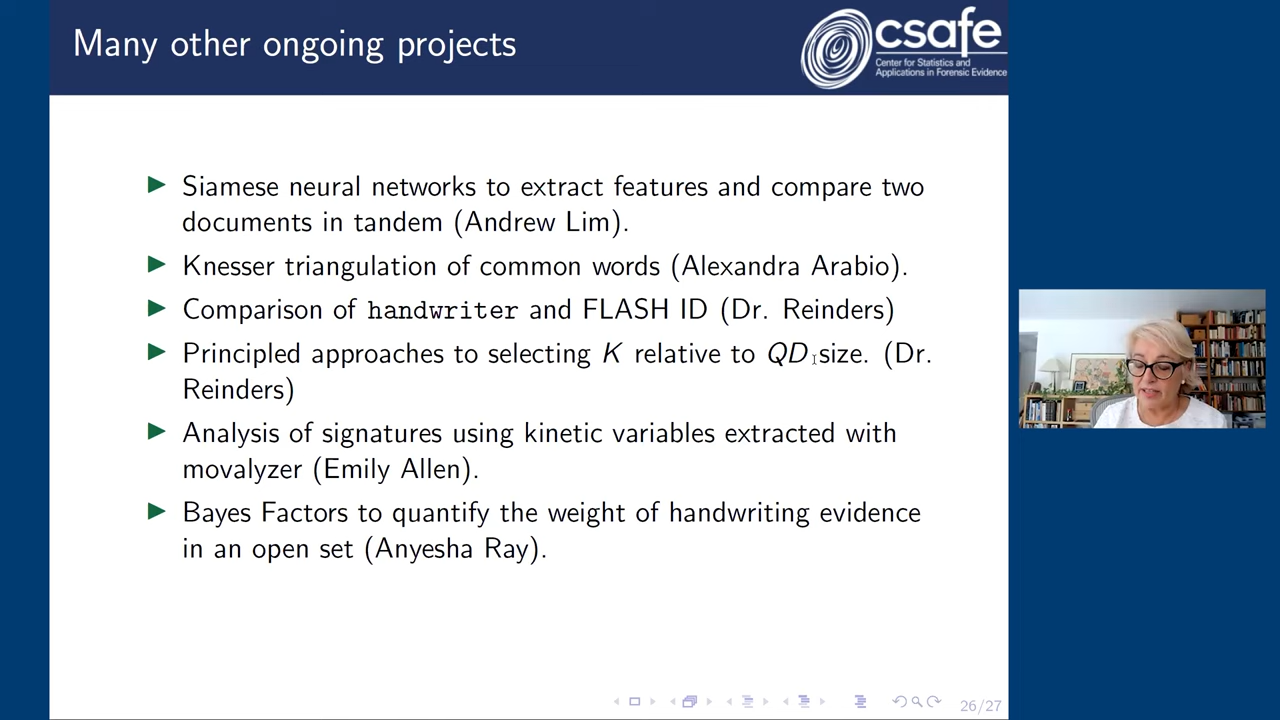 Many other ongoing projects
csafe
Center for Statistics and
Applications in Forensic Evidence
Siamese neural networks to extract features and compare two
documents in tandem (Andrew Lim).
Knesser triangulation of common words (Alexandra Arabio).
Comparison of handwriter and FLASH ID (Dr. Reinders)
Principled approaches to selecting K relative to QD size. (Dr.
Reinders)
Analysis of signatures using kinetic variables extracted with
movalyzer (Emily Allen).
Bayes Factors to quantify the weight of handwriting evidence
in an open set (Anyesha Ray).
26/27